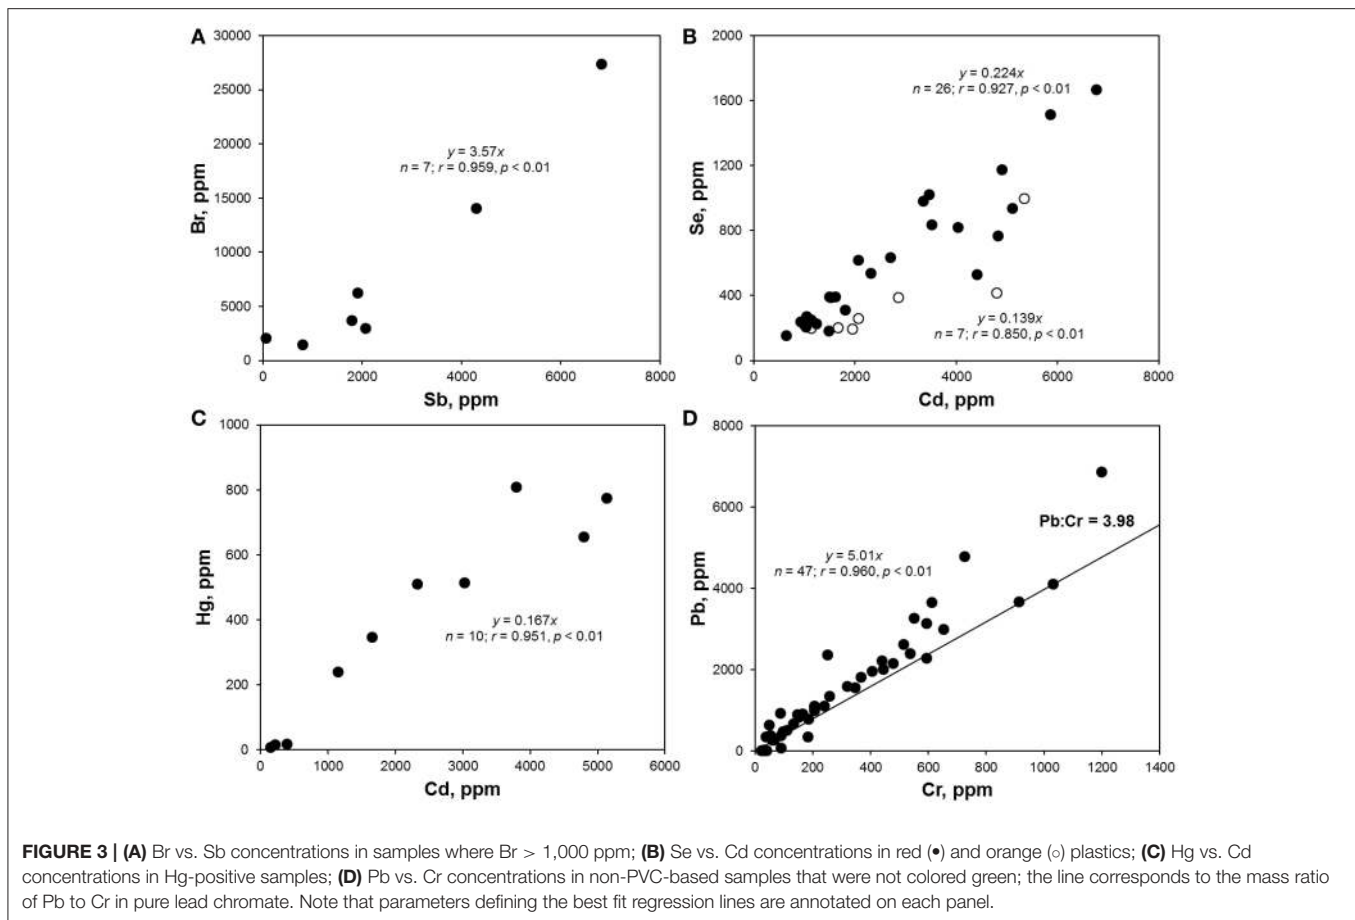 A
30000
25000
20000
15000
10000
5000
0
Br, ppm
y = 3.57x
n = 7; r = 0.959, p < 0.01
0 2000 4000 6000 8000
Sb, ppm
B
2000
1600
1200
800
400
0
Se, ppm
y = 0.224x
n = 26; r = 0.927, p < 0.01
y = 0.139x
n = 7; r = 0.850, p < 0.01
0 2000 4000 6000 8000
Cd, ppm
C
1000
800
600
400
200
0
Hg, ppm
y = 0.167x
n = 10; r = 0.951, p < 0.01
0 1000 2000 3000 4000 5000 6000
Cd, ppm
D
8000
6000
4000
2000
0
Pb, ppm
Pb:Cr = 3.98
y = 5.01x
n = 47; r = 0.960, p < 0.01
0 200 400 600 800 1000 1200 1400
Cr, ppm
FIGURE 3 | (A) Br vs. Sb concentrations in samples where Br > 1,000 ppm; (B) Se vs. Cd concentrations in red (•) and orange (○) plastics; (C) Hg vs. Cd
concentrations in Hg-positive samples; (D) Pb vs. Cr concentrations in non-PVC-based samples that were not colored green; the line corresponds to the mass ratio
of Pb to Cr in pure lead chromate. Note that parameters defining the best fit regression lines are annotated on each panel.